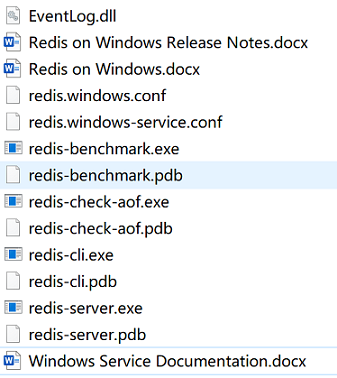 EventLog.dll
Redis on Windows Release Notes.docx
Redis on Windows.docx
redis.windows.conf
redis.windows-service.conf
redis-benchmark.exe
redis-benchmark.pdb
redis-check-aof.exe
redis-check-aof.pdb
redis-cli.exe
redis-cli.pdb
redis-server.exe
redis-server.pdb
Windows Service Documentation.docx